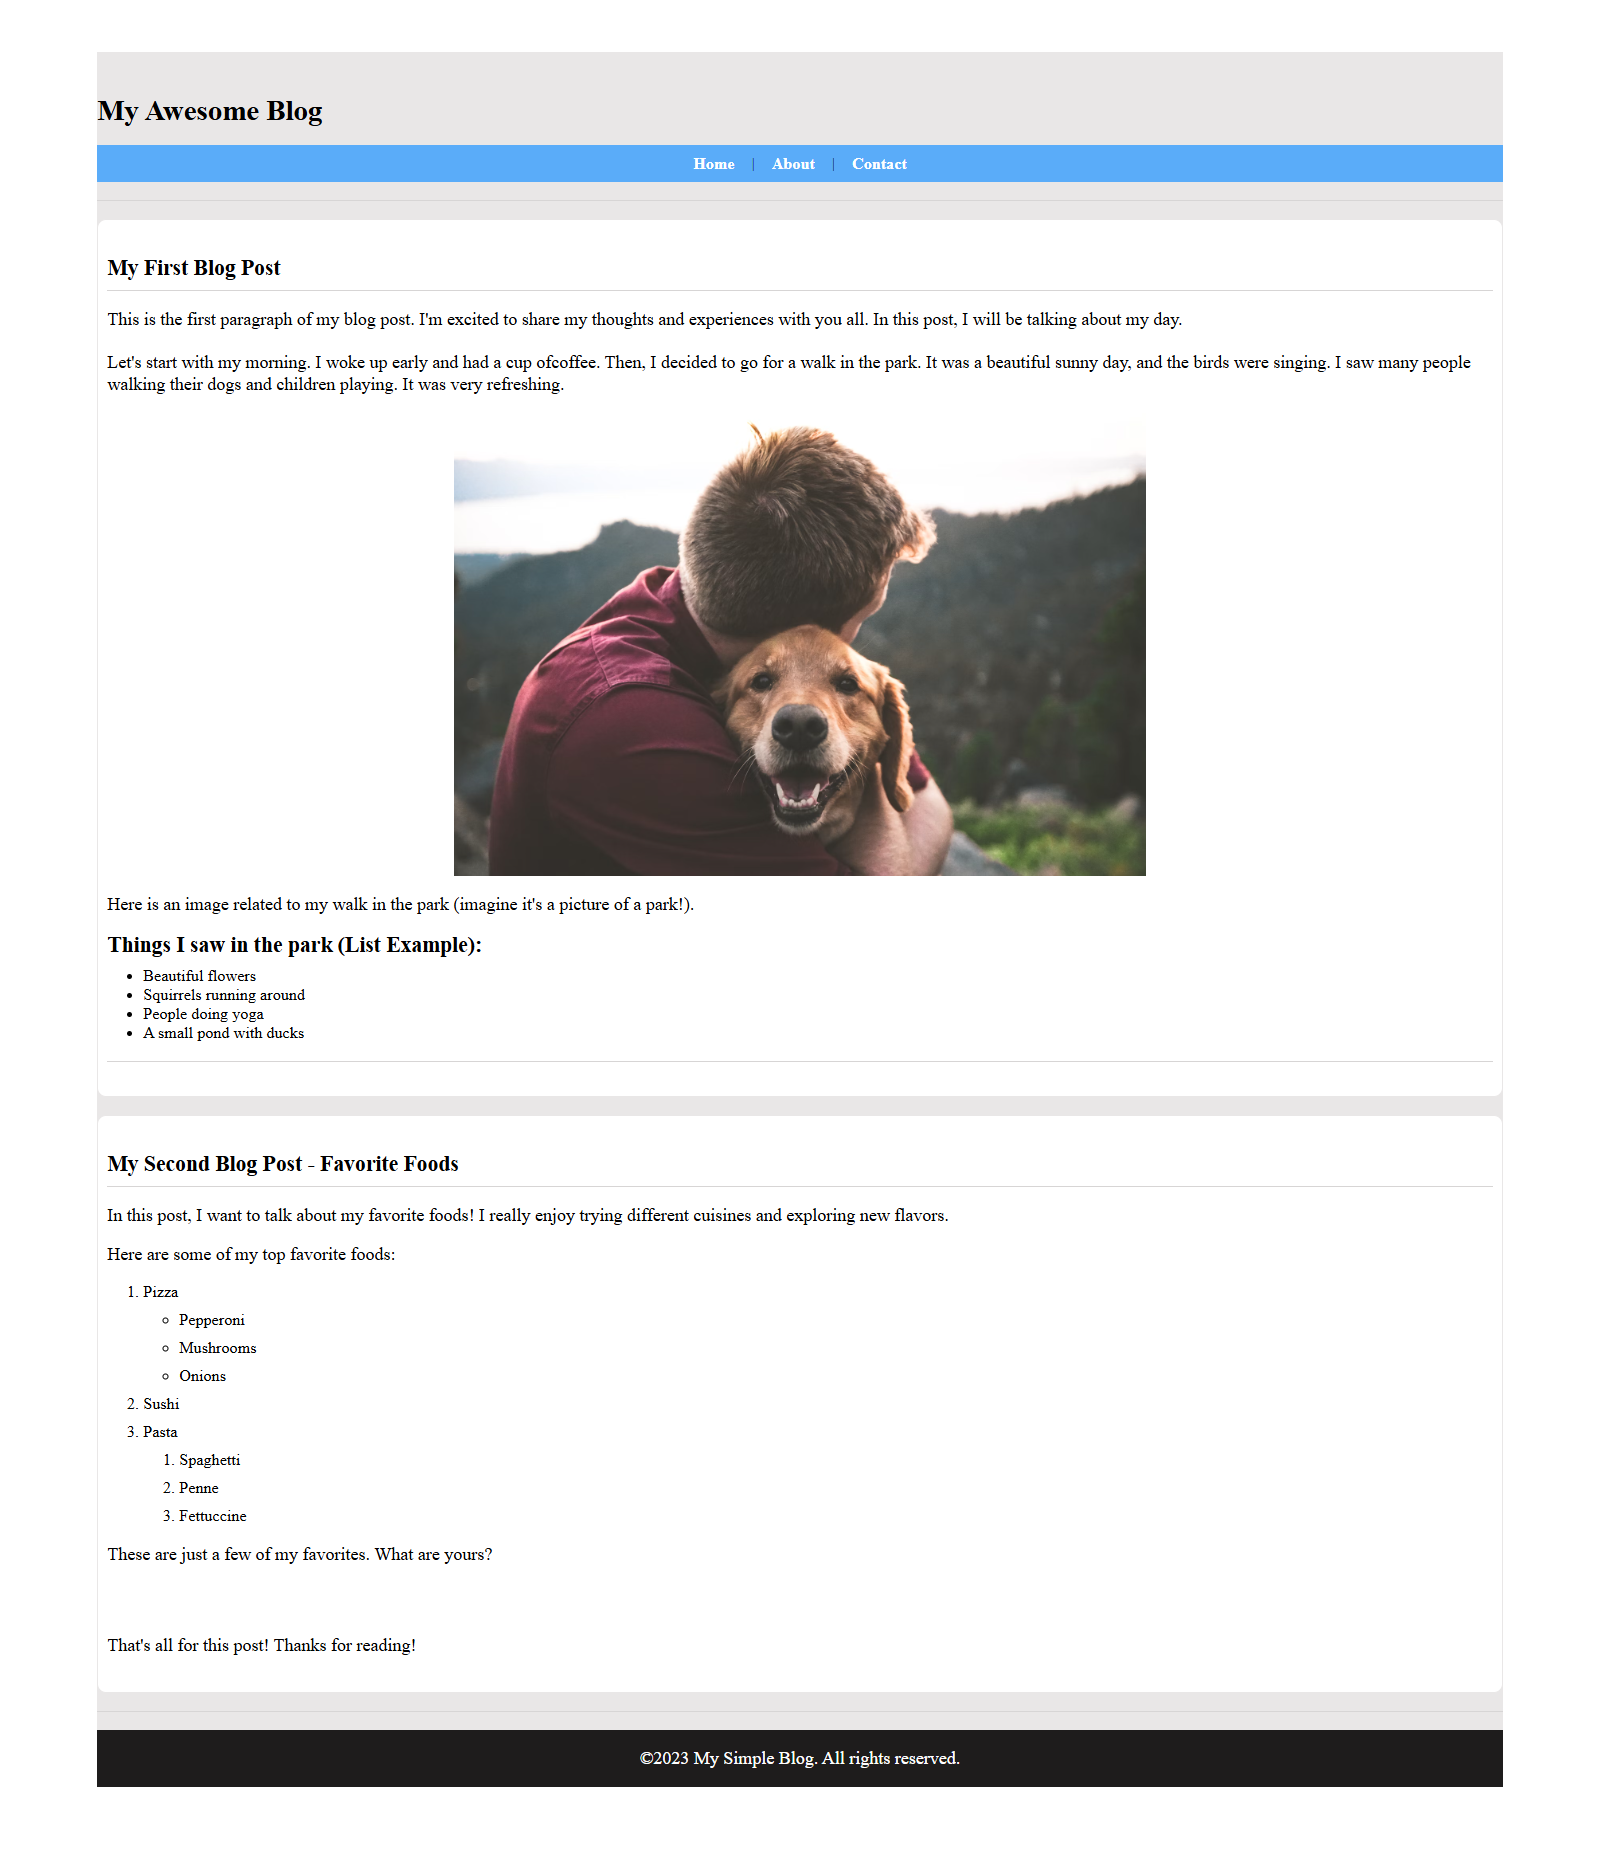 My Awesome Blog
Home | About | Contact
My First Blog Post
This is the first paragraph of my blog post. I'm excited to share my thoughts and experiences with you all. In this post, I will be talking about my day.
Let's start with my morning. I woke up early and had a cup ofcoffee. Then, I decided to go for a walk in the park. It was a beautiful sunny day, and the birds were singing. I saw many people
walking their dogs and children playing. It was very refreshing.
Here is an image related to my walk in the park (imagine it's a picture of a park!).
Things I saw in the park (List Example):
• Beautiful flowers
• Squirrels running around
• People doing yoga
• A small pond with ducks
My Second Blog Post - Favorite Foods
In this post, I want to talk about my favorite foods! I really enjoy trying different cuisines and exploring new flavors.
Here are some of my top favorite foods:
1. Pizza
◦ Pepperoni
◦ Mushrooms
◦ Onions
2. Sushi
3. Pasta
1. Spaghetti
2. Penne
3. Fettuccine
These are just a few of my favorites. What are yours?
That's all for this post! Thanks for reading!
©2023 My Simple Blog. All rights reserved.